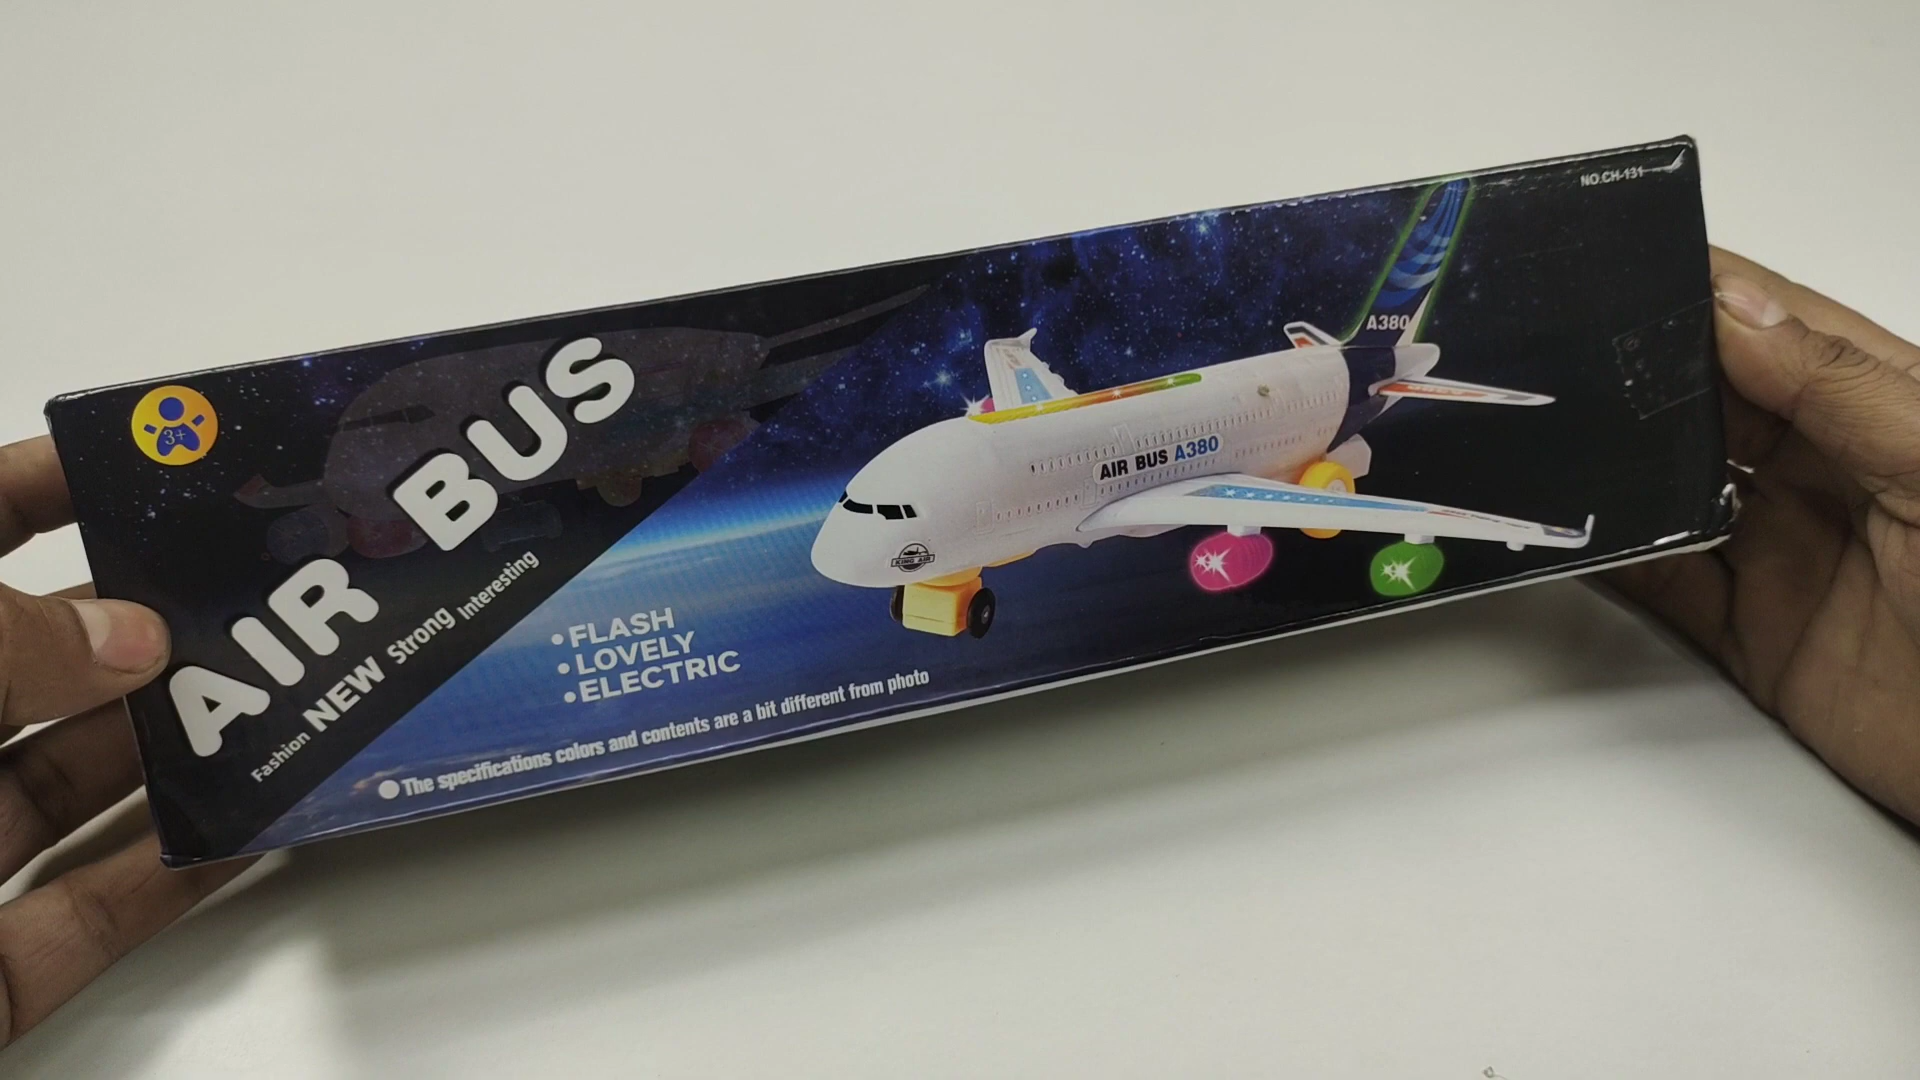 NO.CH-131
3+
AIR BUS
Fashion NEW Strong Interesting
A380
AIR BUS A380
KING AIR
•FLASH
•LOVELY
•ELECTRIC
●The specifications colors and contents are a bit different from photo